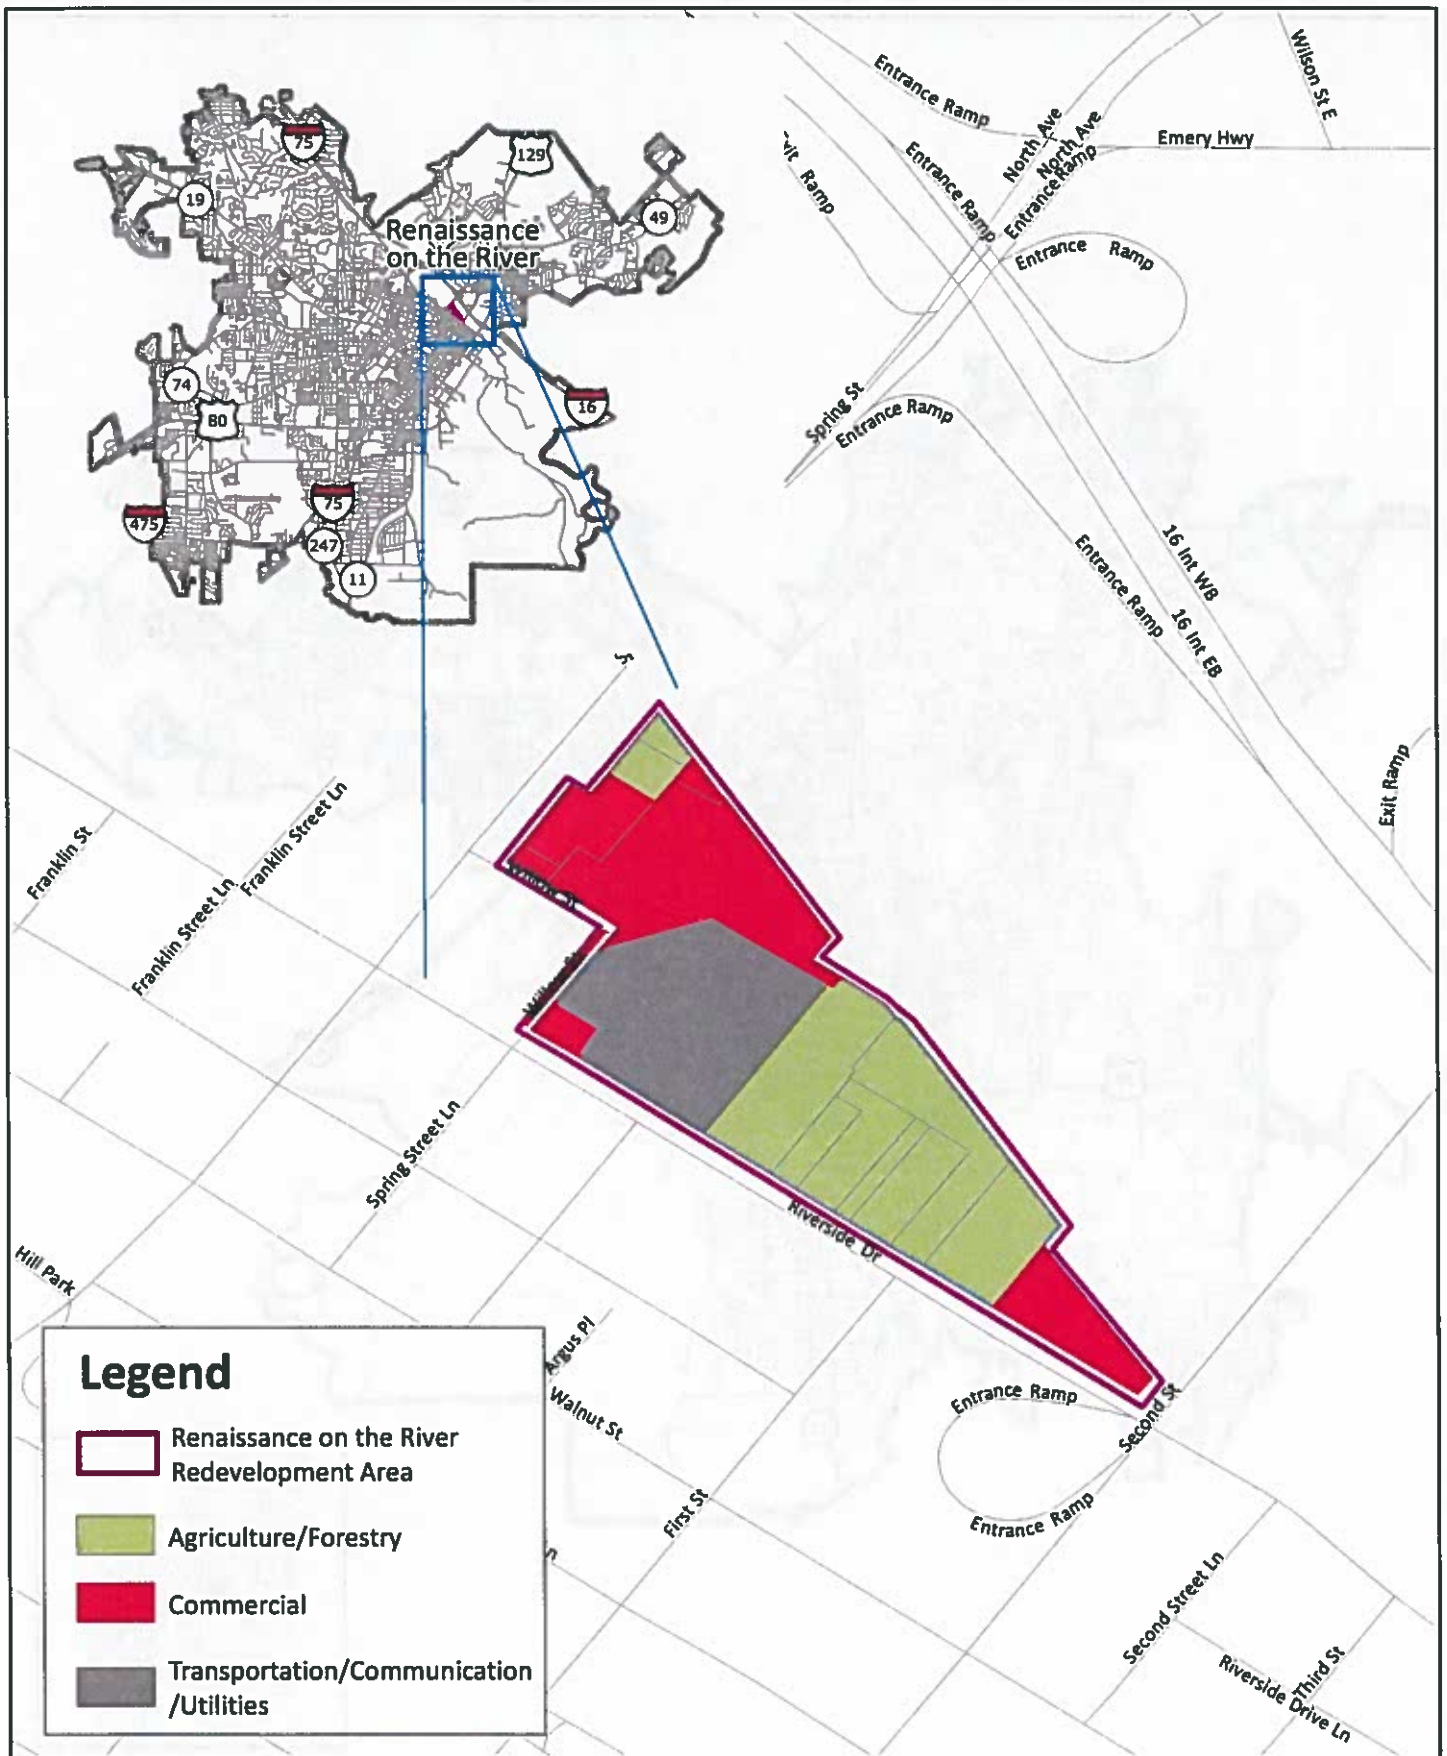 Wilson St E
Entrance Ramp
North Ave
North Ave
Emery Hwy
75
129
Entrance Ramp
Entrance Ramp
Ramp
19
49
Renaissance
on the River
Entrance Ramp
74
80
16
Spring St
Entrance Ramp
475
75
247
11
16 Int WB
Entrance Ramp
16 Int EB
Exit Ramp
Franklin St
Franklin Street Ln
Franklin Street Ln
Willow St
Willow St
Spring Street Ln
Riverside Dr
Hill Park
Argus Pl
Walnut St
Entrance Ramp
Second St
First St
Entrance Ramp
Second Street Ln
Third St
Riverside Drive Ln
Legend
Renaissance on the River
Redevelopment Area
Agriculture/Forestry
Commercial
Transportation/Communication
/Utilities